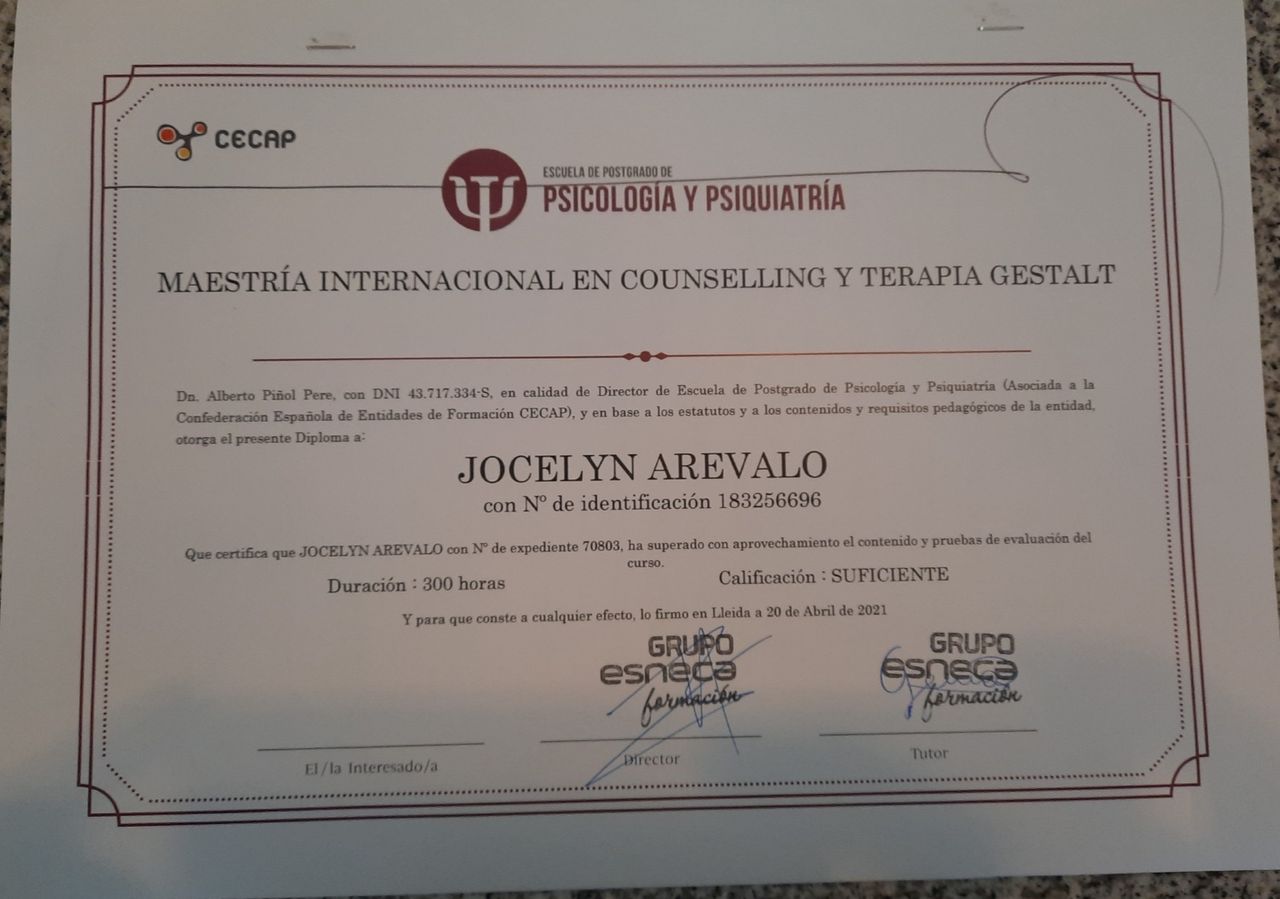 CECAP
ESCUELA DE POSTGRADO DE
PSICOLOGÍA Y PSIQUIATRÍA
MAESTRÍA INTERNACIONAL EN COUNSELLING Y TERAPIA GESTALT
Dn. Alberto Piñol Pere, con DNI 43.717.334-S, en calidad de Director de Escuela de Postgrado de Psicología y Psiquiatría (Asociada a la
Confederación Española de Entidades de Formación CECAP), y en base a los estatutos y a los contenidos y requisitos pedagógicos de la entidad,
otorga el presente Diploma a:
JOCELYN AREVALO
con Nº de identificación 183256696
Que certifica que JOCELYN AREVALO con Nº de expediente 70803, ha superado con aprovechamiento el contenido y pruebas de evaluación del
curso.
Duración : 300 horas
Calificación : SUFICIENTE
Y para que conste a cualquier efecto, lo firmo en Lleida a 20 de Abril de 2021
GRUPO
esneca
formación
GRUPO
esneca
formación
El/la Interesado/a
Director
Tutor